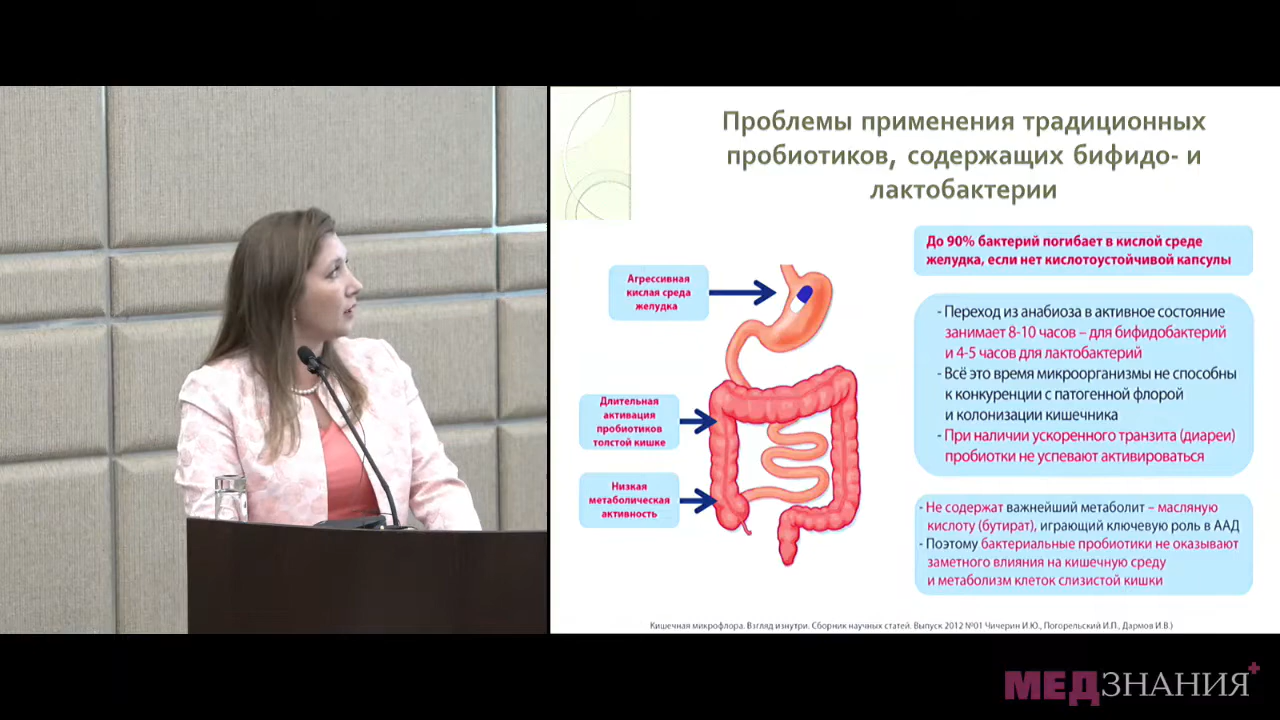 Проблемы применения традиционных
пробиотиков, содержащих бифидо- и
лактобактерии
Агрессивная
кислая среда
желудка
До 90% бактерий погибает в кислой среде
желудка, если нет кислотоустойчивой капсулы
Длительная
активация
пробиотиков
толстой кишке
- Переход из анабиоза в активное состояние
занимает 8-10 часов – для бифидобактерий
и 4-5 часов для лактобактерий
- Всё это время микроорганизмы не способны
к конкуренции с патогенной флорой
и колонизации кишечника
- При наличии ускоренного транзита (диареи)
пробиотки не успевают активироваться
Низкая
метаболическая
активность
- Не содержат важнейший метаболит – масляную
кислоту (бутират), играющий ключевую роль в ААД
- Поэтому бактериальные пробиотики не оказывают
заметного влияния на кишечную среду
и метаболизм клеток слизистой кишки
Кишечная микрофлора. Взгляд изнутри. Сборник научных статей. Выпуск 2012 №01 Чичерин И.Ю., Погорельский И.П., Дармов И.В.)
МЕДЗНАНИЯ+